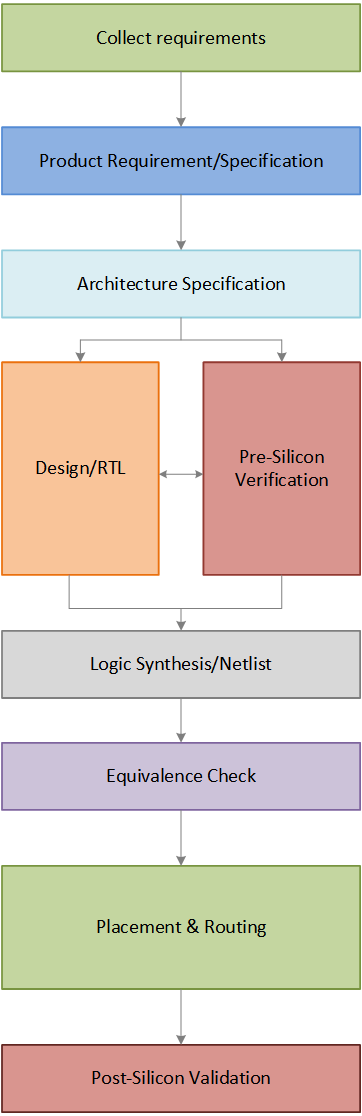 Collect requirements
Product Requirement/Specification
Architecture Specification
Design/RTL
Pre-Silicon
Verification
Logic Synthesis/Netlist
Equivalence Check
Placement & Routing
Post-Silicon Validation